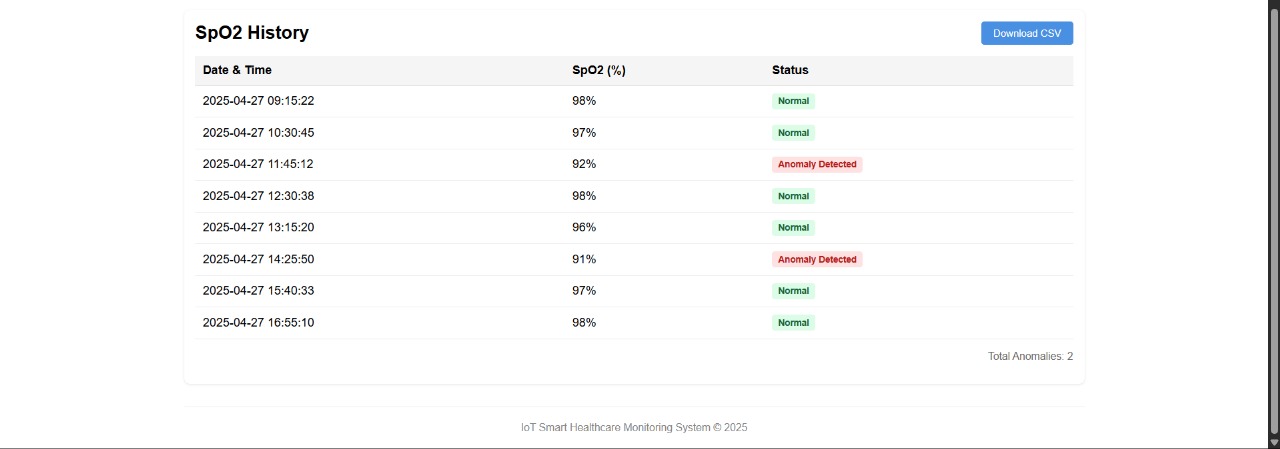 SpO2 History
Download CSV
Date & Time SpO2 (%) Status
2025-04-27 09:15:22 98% Normal
2025-04-27 10:30:45 97% Normal
2025-04-27 11:45:12 92% Anomaly Detected
2025-04-27 12:30:38 98% Normal
2025-04-27 13:15:20 96% Normal
2025-04-27 14:25:50 91% Anomaly Detected
2025-04-27 15:40:33 97% Normal
2025-04-27 16:55:10 98% Normal
Total Anomalies: 2
IoT Smart Healthcare Monitoring System © 2025